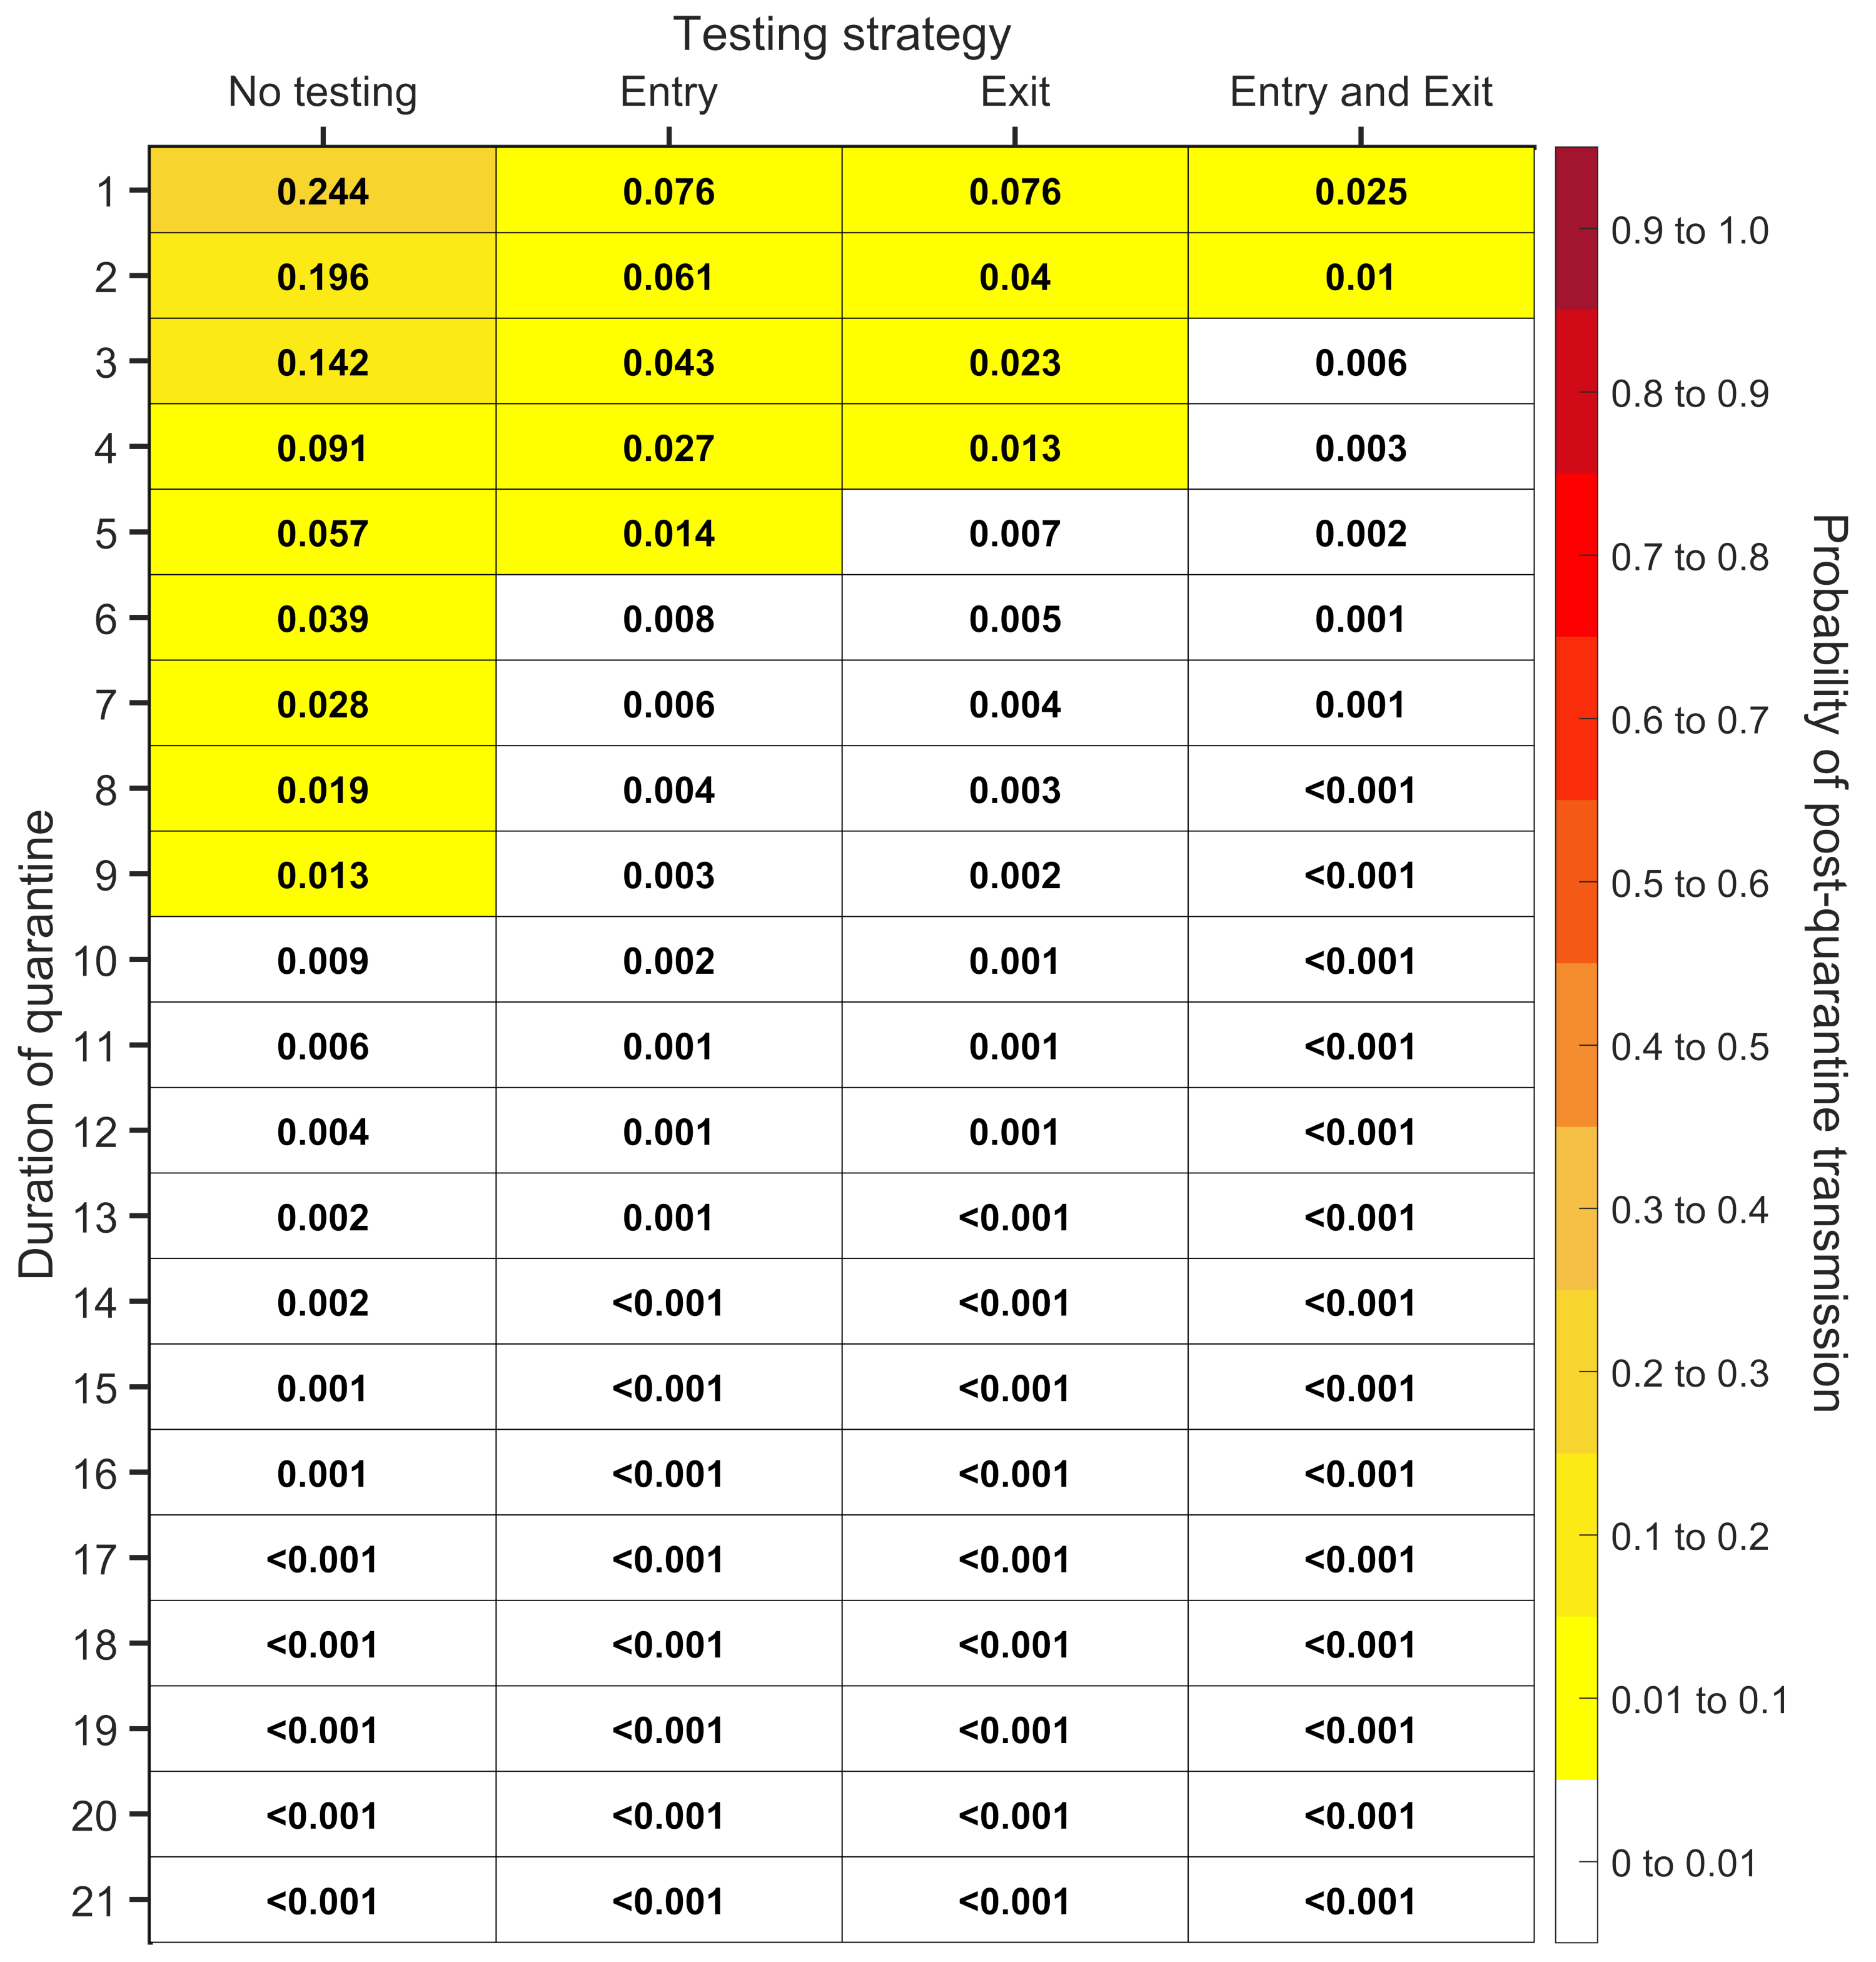 Testing strategy
No testing Entry Exit Entry and Exit
1 0.244 0.076 0.076 0.025
2 0.196 0.061 0.04 0.01
3 0.142 0.043 0.023 0.006
4 0.091 0.027 0.013 0.003
5 0.057 0.014 0.007 0.002
6 0.039 0.008 0.005 0.001
7 0.028 0.006 0.004 0.001
8 0.019 0.004 0.003 <0.001
9 0.013 0.003 0.002 <0.001
10 0.009 0.002 0.001 <0.001
11 0.006 0.001 0.001 <0.001
12 0.004 0.001 0.001 <0.001
13 0.002 0.001 <0.001 <0.001
14 0.002 <0.001 <0.001 <0.001
15 0.001 <0.001 <0.001 <0.001
16 0.001 <0.001 <0.001 <0.001
17 <0.001 <0.001 <0.001 <0.001
18 <0.001 <0.001 <0.001 <0.001
19 <0.001 <0.001 <0.001 <0.001
20 <0.001 <0.001 <0.001 <0.001
21 <0.001 <0.001 <0.001 <0.001
Duration of quarantine
0.9 to 1.0
0.8 to 0.9
0.7 to 0.8
0.6 to 0.7
0.5 to 0.6
0.4 to 0.5
0.3 to 0.4
0.2 to 0.3
0.1 to 0.2
0.01 to 0.1
0 to 0.01
Probability of post-quarantine transmission